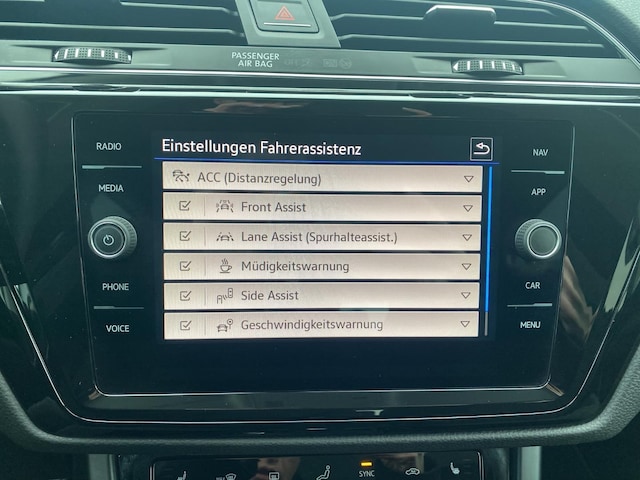 PASSENGER
AIR BAG
RADIO
MEDIA
PHONE
VOICE
Einstellungen Fahrerassistenz
ACC (Distanzregelung)
Front Assist
Lane Assist (Spurhalteassist.)
Müdigkeitswarnung
Side Assist
Geschwindigkeitswarnung
NAV
APP
CAR
MENU
SYNC